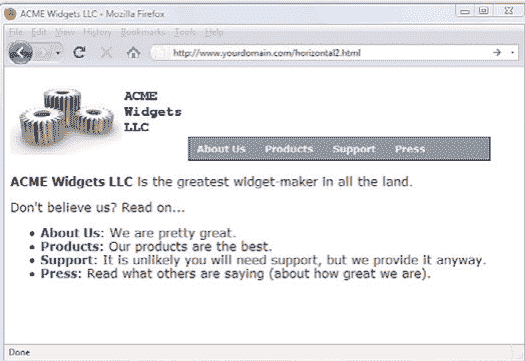 ACME Widgets LLC - Mozilla Firefox
File Edit View History Bookmarks Tools Help
http://www.yourdomain.com/horizontal2.html
ACME
Widgets
LLC
About Us Products Support Press
ACME Widgets LLC is the greatest widget-maker in all the land.
Don't believe us? Read on...
• About Us: We are pretty great.
• Products: Our products are the best.
• Support: It is unlikely you will need support, but we provide it anyway.
• Press: Read what others are saying (about how great we are).
Done